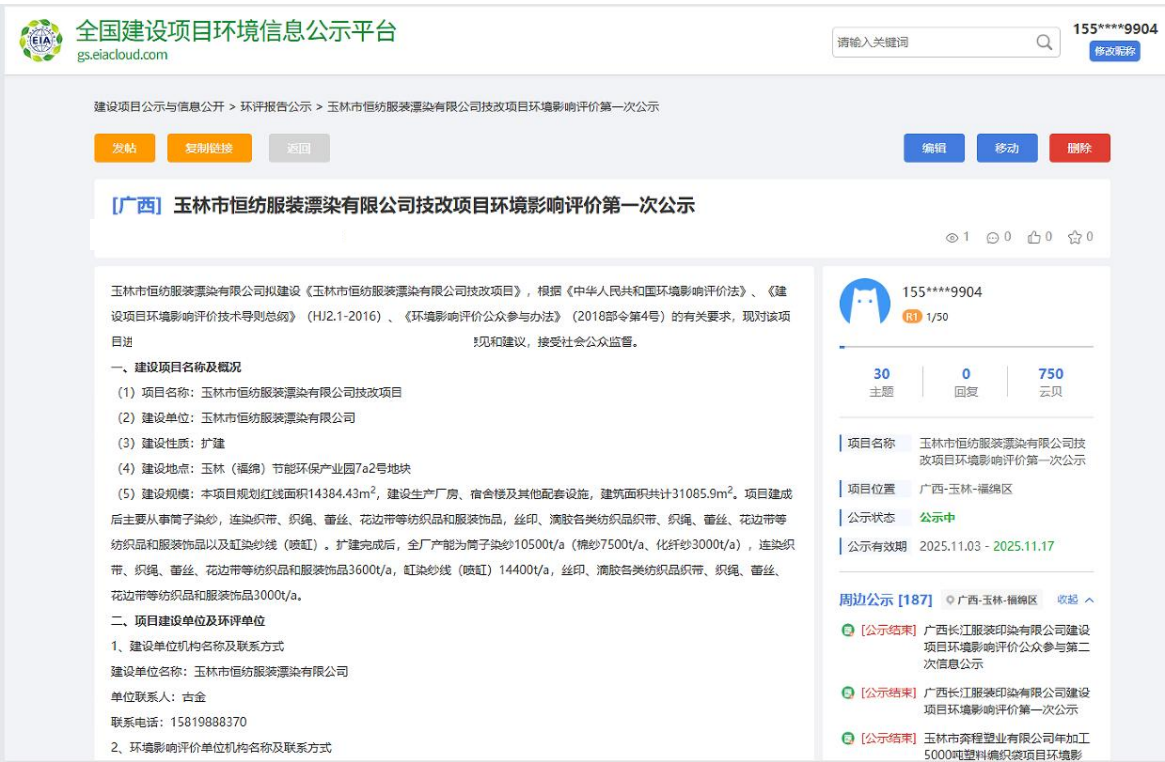 全国建设项目环境信息公示平台
gs.eiacloud.com
EIA
请输入关键词
155****9904
修改昵称
建设项目公示与信息公开 > 环评报告公示 > 玉林市恒纺服装漂染有限公司技改项目环境影响评价第一次公示
发帖
复制链接
返回
编辑
移动
删除
[广西] 玉林市恒纺服装漂染有限公司技改项目环境影响评价第一次公示
1 0 0 0
玉林市恒纺服装漂染有限公司拟建设《玉林市恒纺服装漂染有限公司技改项目》，根据《中华人民共和国环境影响评价法》、《建
设项目环境影响评价技术导则总纲》（HJ2.1-2016）、《环境影响评价公众参与办法》（2018部令第4号）的有关要求，现对该项
目进 见和建议，接受社会公众监督。
一、建设项目名称及概况
（1）项目名称：玉林市恒纺服装漂染有限公司技改项目
（2）建设单位：玉林市恒纺服装漂染有限公司
（3）建设性质：扩建
（4）建设地点：玉林（福绵）节能环保产业园7a2号地块
（5）建设规模：本项目规划红线面积14384.43m²，建设生产厂房、宿舍楼及其他配套设施，建筑面积共计31085.9m²。项目建成
后主要从事筒子染纱，连染织带、织绳、蕾丝、花边带等纺织品和服装饰品，丝印、滴胶各类纺织品织带、织绳、蕾丝、花边带等
纺织品和服装饰品以及缸染纱线（喷缸）。扩建完成后，全厂产能为筒子染纱10500t/a（棉纱7500t/a、化纤纱3000t/a），连染织
带、织绳、蕾丝、花边带等纺织品和服装饰品3600t/a，缸染纱线（喷缸）14400t/a，丝印、滴胶各类纺织品织带、织绳、蕾丝、
花边带等纺织品和服装饰品3000t/a。
二、项目建设单位及环评单位
1、建设单位机构名称及联系方式
建设单位名称：玉林市恒纺服装漂染有限公司
单位联系人：古金
联系电话：15819888370
2、环境影响评价单位机构名称及联系方式
155****9904
R1 1/50
30
主题
0
回复
750
云贝
项目名称 玉林市恒纺服装漂染有限公司技
改项目环境影响评价第一次公示
项目位置 广西-玉林-福绵区
公示状态 公示中
公示有效期 2025.11.03 - 2025.11.17
周边公示 [187] 广西-玉林-福绵区 收起
[公示结束] 广西长江服装印染有限公司建设
项目环境影响评价公众参与第二
次信息公示
[公示结束] 广西长江服装印染有限公司建设
项目环境影响评价第一次公示
[公示结束] 玉林市奔程塑业有限公司年加工
5000吨塑料编织袋项目环境影